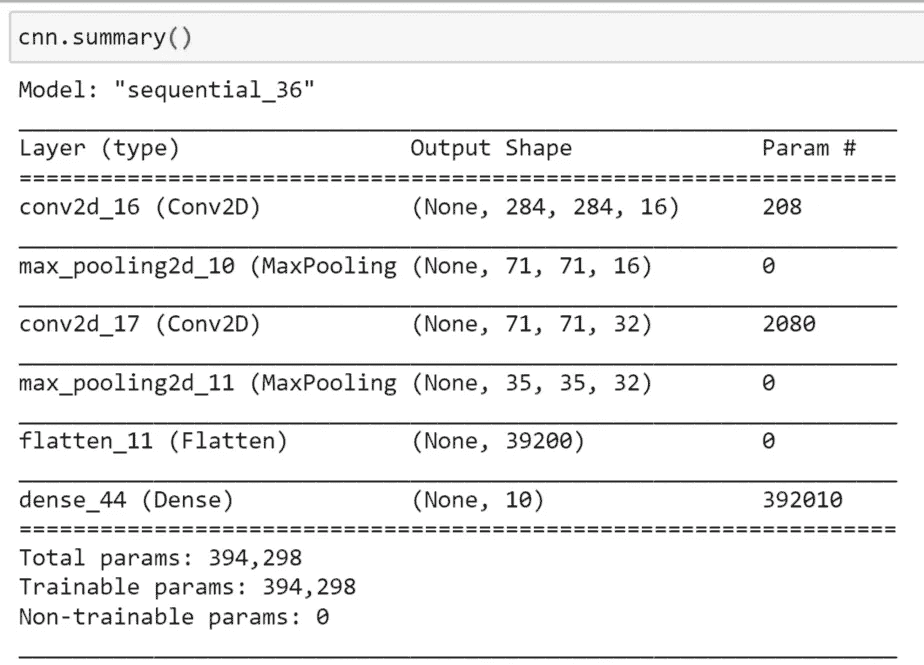 cnn.summary()
Model: "sequential_36"
Layer (type) Output Shape Param #
=================================================================
conv2d_16 (Conv2D) (None, 284, 284, 16) 208
max_pooling2d_10 (MaxPooling (None, 71, 71, 16) 0
conv2d_17 (Conv2D) (None, 71, 71, 32) 2080
max_pooling2d_11 (MaxPooling (None, 35, 35, 32) 0
flatten_11 (Flatten) (None, 39200) 0
dense_44 (Dense) (None, 10) 392010
=================================================================
Total params: 394,298
Trainable params: 394,298
Non-trainable params: 0